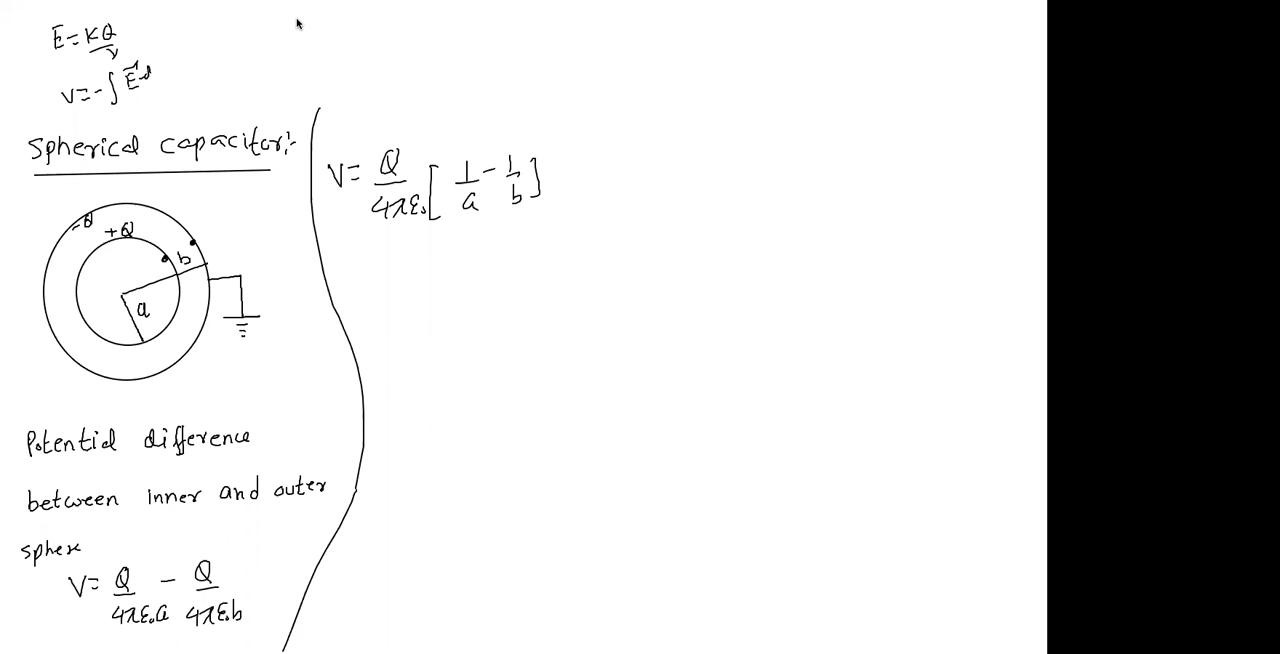 E = KQ/r
V = -∫ E⃗ d
Spherical capacitor:-
-Q
+Q
b
a
Potential difference
between inner and outer
sphere
V = Q/4πε₀a - Q/4πε₀b
V = Q/4πε₀ [1/a - 1/b]